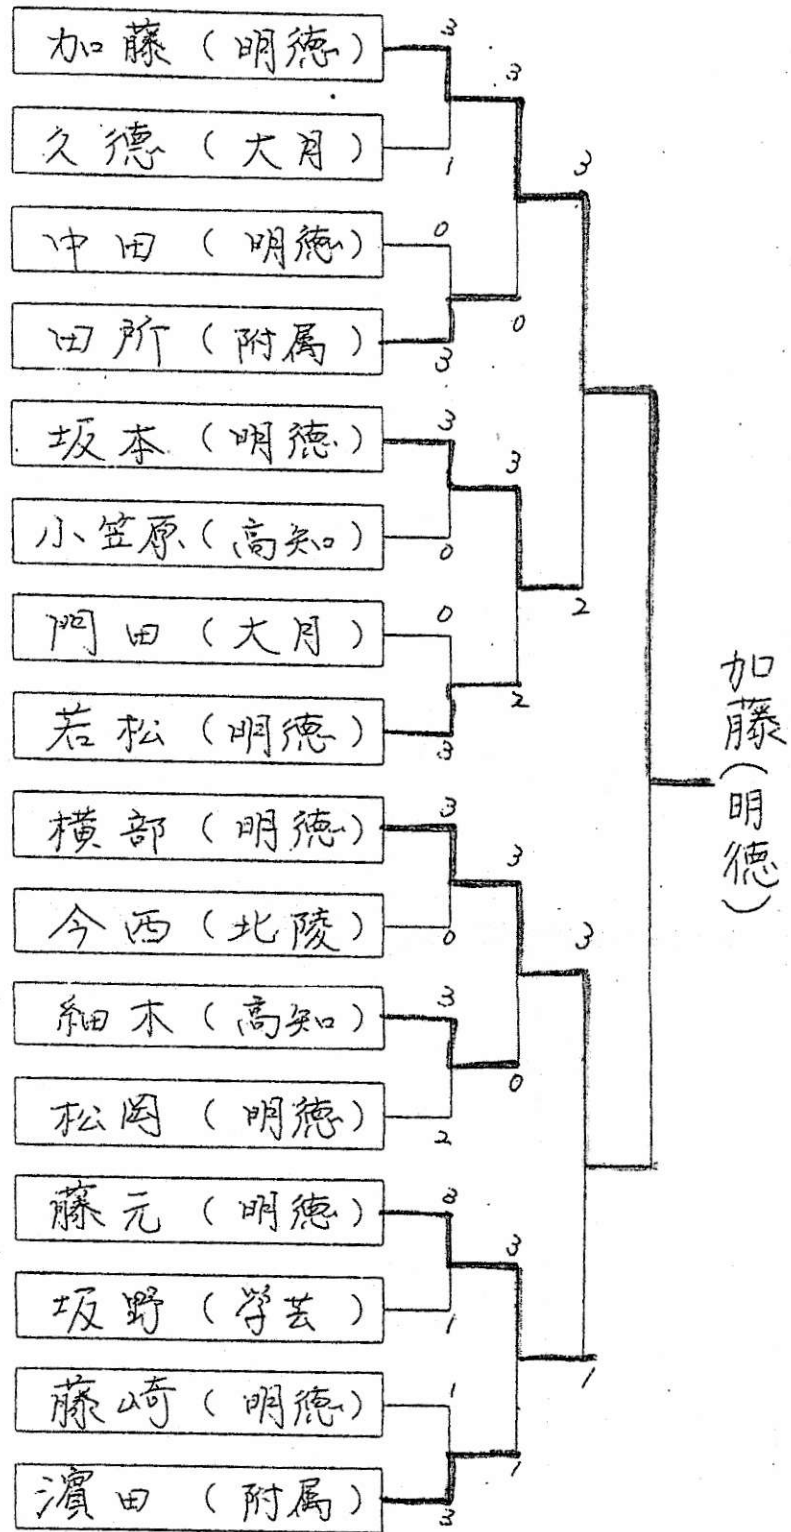 加藤（明徳）
久德（大月）
沖田（明徳）
田所（附属）
坂本（明徳）
小笠原（高知）
門田（大月）
若松（明徳）
横部（明徳）
今西（北陵）
細木（高知）
松岡（明徳）
藤元（明徳）
坂野（学芸）
藤崎（明徳）
濵田（附属）
3
1
0
3
3
0
0
3
3
0
3
2
3
1
1
3
3
0
3
2
3
0
3
1
3
2
3
1
加藤（明徳）